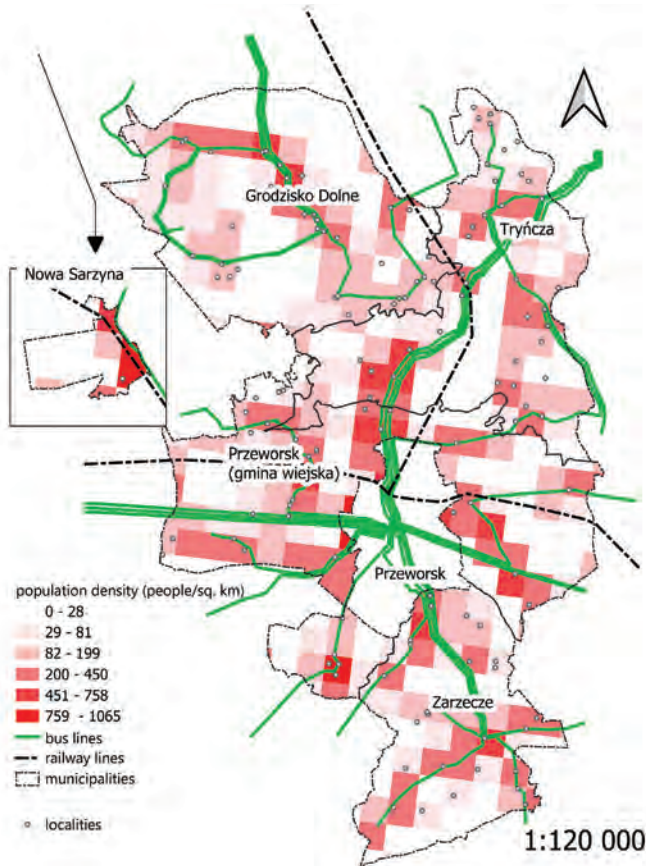 Grodzisko Dolne
Tryńcza
Nowa Sarzyna
Przeworsk
(gmina wiejska)
Przeworsk
Zarzecze
population density (people/sq. km)
0 - 28
29 - 81
82 - 199
200 - 450
451 - 758
759 - 1065
bus lines
railway lines
municipalities
localities
1:120 000